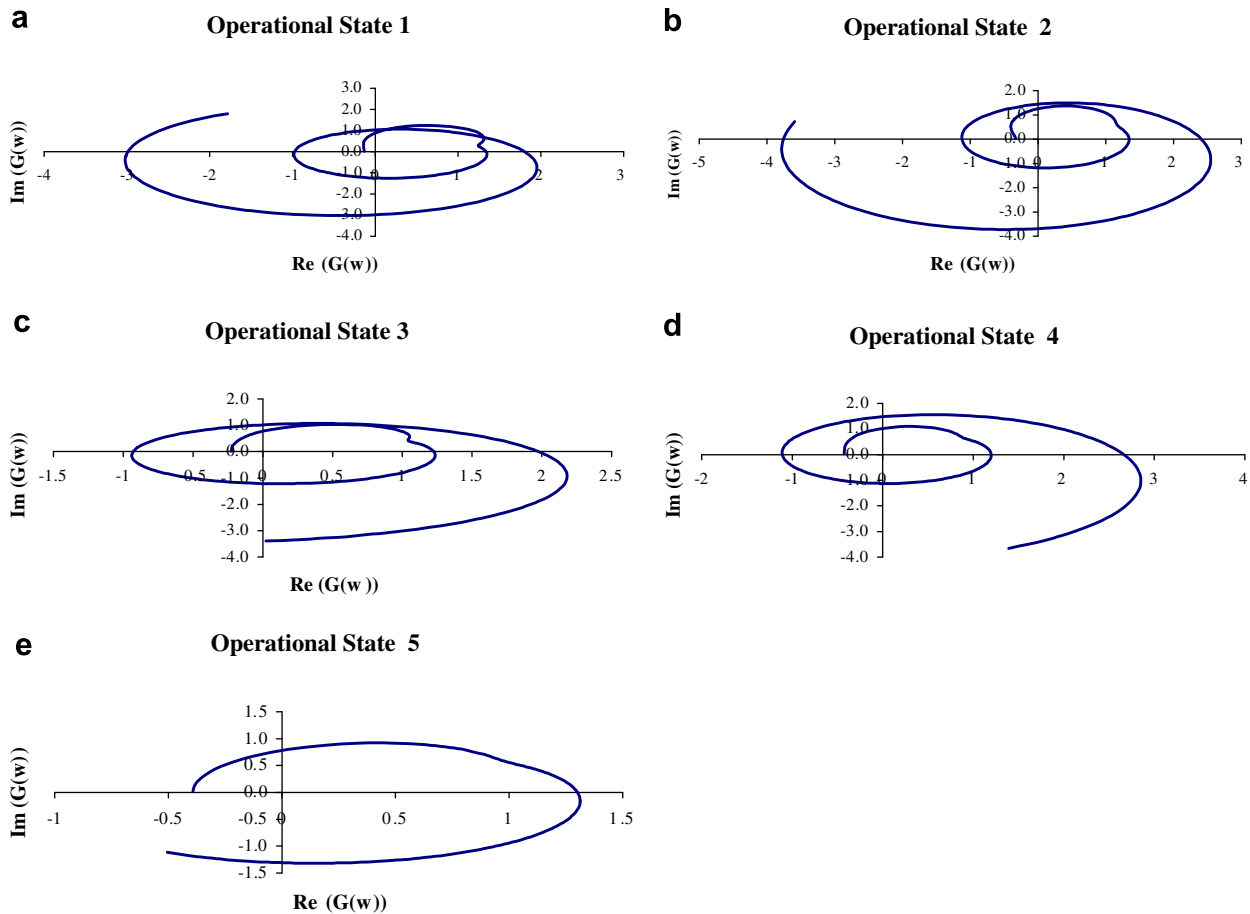 a
Operational State 1
Im (G(w))
3.0
2.0
1.0
0.0
-1.0
-2.0
-3.0
-4.0
-4 -3 -2 -1 0 1 2 3
Re (G(w))
b
Operational State 2
Im (G(w))
2.0
1.0
0.0
-1.0
-2.0
-3.0
-4.0
-5 -4 -3 -2 -1 0 1 2 3
Re (G(w))
c
Operational State 3
Im (G(w))
2.0
1.0
0.0
-1.0
-2.0
-3.0
-4.0
-1.5 -1 -0.5 0 0.5 1 1.5 2 2.5
Re (G(w ))
d
Operational State 4
Im (G(w))
2.0
1.0
0.0
-1.0
-2.0
-3.0
-4.0
-2 -1 0 1 2 3 4
e
Operational State 5
Im (G(w))
1.5
1.0
0.5
0.0
-0.5
-1.0
-1.5
-1 -0.5 0 0.5 1 1.5
Re (G(w))